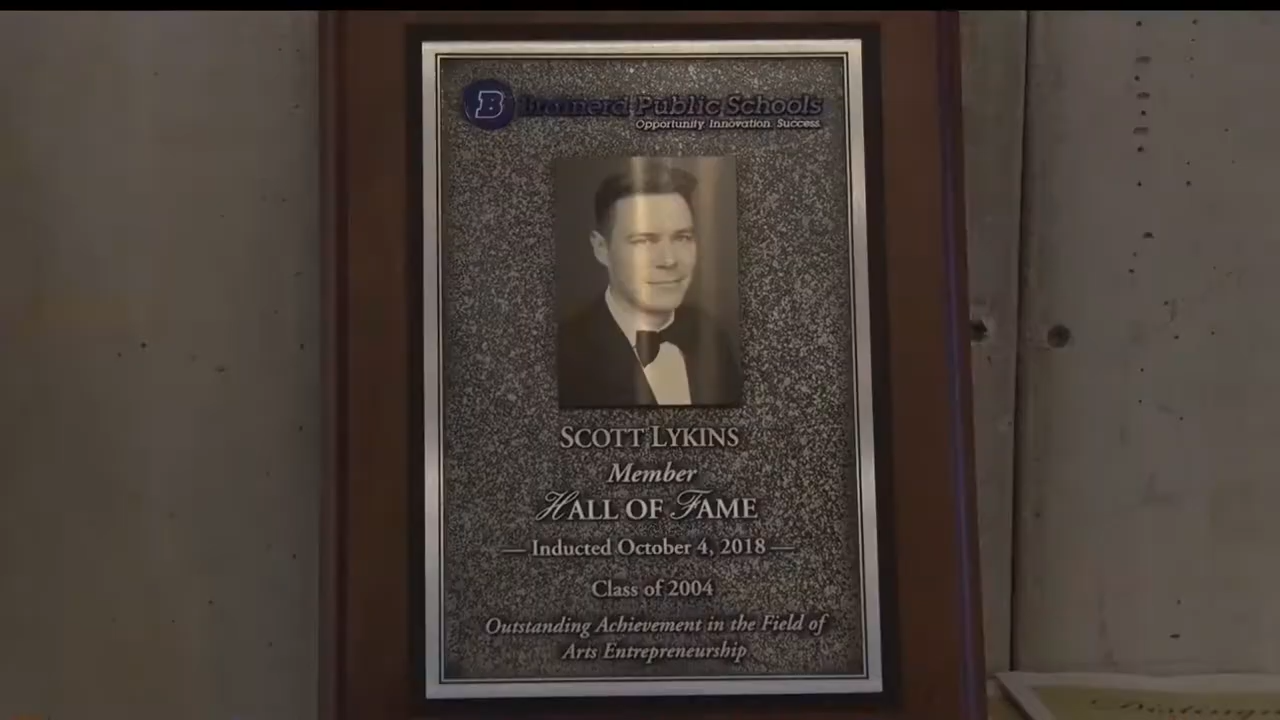 B Brainerd Public Schools
Opportunity. Innovation. Success.
SCOTT LYKINS
Member
HALL OF FAME
— Inducted October 4, 2018 —
Class of 2004
Outstanding Achievement in the Field of
Arts Entrepreneurship